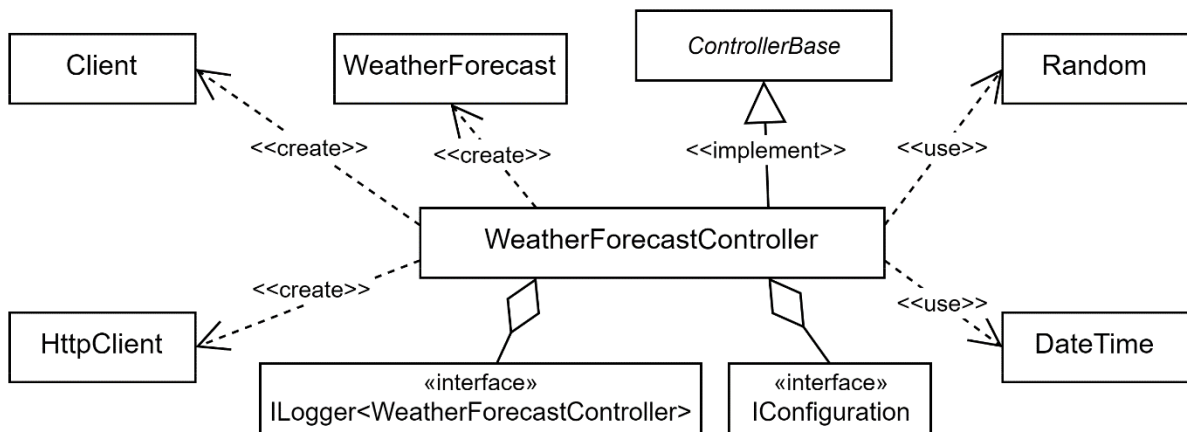 Client
WeatherForecast
ControllerBase
Random
<<create>>
<<create>>
<<implement>>
<<use>>
WeatherForecastController
<<create>>
<<use>>
HttpClient
DateTime
«interface»
ILogger<WeatherForecastController>
«interface»
IConfiguration